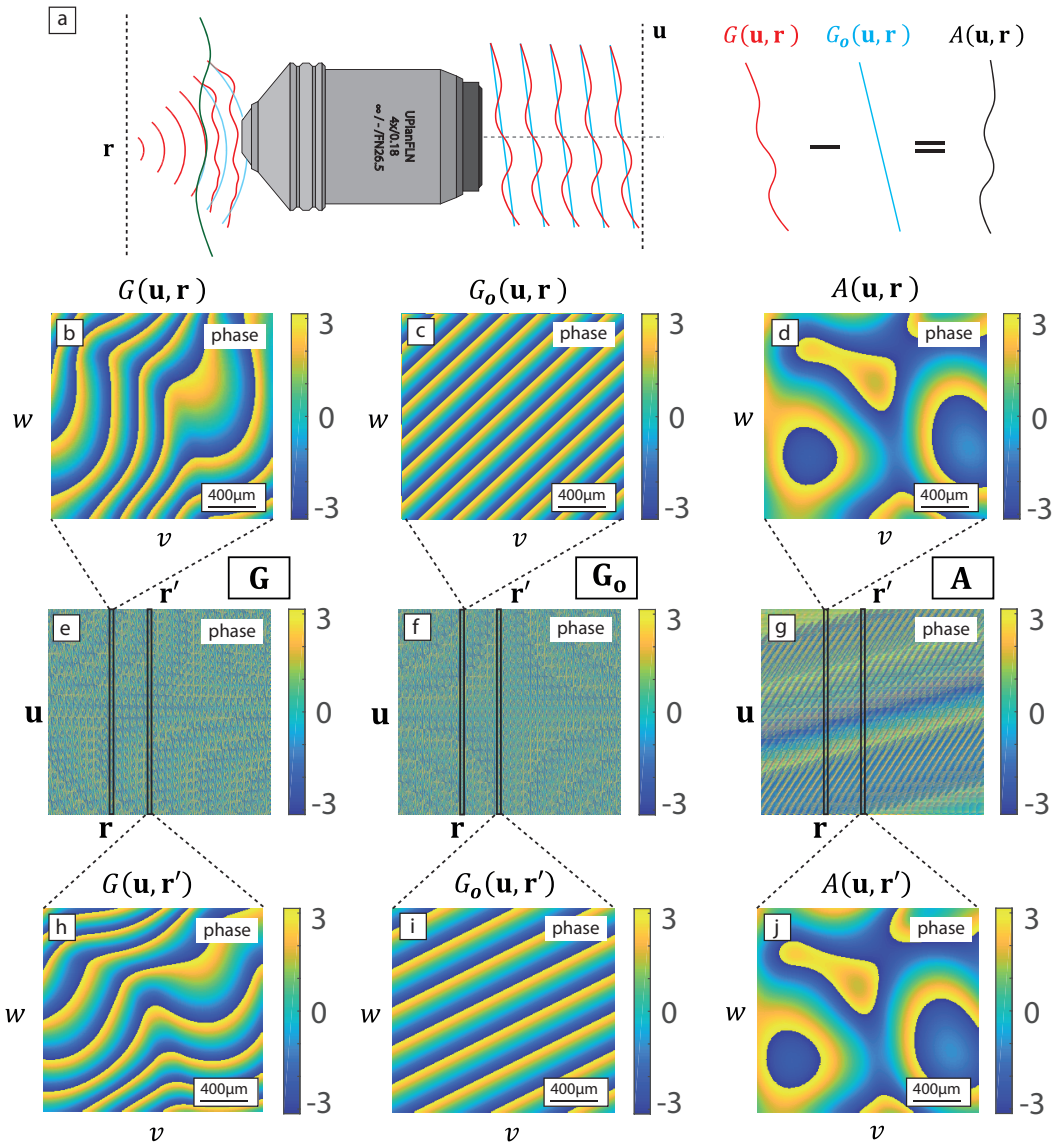 a
r
u
UPlanFLN
4x/0.18
∞/-/FN26.5
G(u, r) G₀(u, r) A(u, r)
G(u, r) Gₒ(u, r) A(u, r)
b phase 3 0 -3 w v 400μm
c phase 3 0 -3 w v 400μm
d phase 3 0 -3 w v 400μm
G r′ Gₒ r′ A r′
e phase 3 0 -3 u r
f phase 3 0 -3 u r
g phase 3 0 -3 u r
G(u, r′) Gₒ(u, r′) A(u, r′)
h phase 3 0 -3 w v 400μm
i phase 3 0 -3 w v 400μm
j phase 3 0 -3 w v 400μm